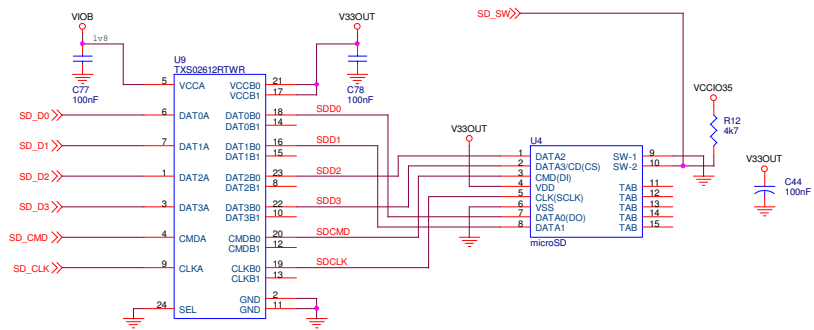 SD_SW
VIOB
1v8
C77
100nF
U9
TXS02612RTWR
V33OUT
C78
100nF
5 VCCA VCCB0 21
VCCB1 17
SD_D0 6 DAT0A DAT0B0 18 SDD0
DAT0B1 14
SD_D1 7 DAT1A DAT1B0 16 SDD1
DAT1B1 15
SD_D2 1 DAT2A DAT2B0 23 SDD2
DAT2B1 8
SD_D3 3 DAT3A DAT3B0 22 SDD3
DAT3B1 10
SD_CMD 4 CMDA CMDB0 20 SDCMD
CMDB1 12
SD_CLK 9 CLKA CLKB0 19 SDCLK
CLKB1 13
GND 2
24 SEL GND 11
V33OUT
U4
1 DATA2 SW-1 9
2 DATA3/CD(CS) SW-2 10
3 CMD(DI)
4 VDD TAB 11
5 CLK(SCLK) TAB 12
6 VSS TAB 13
7 DATA0(DO) TAB 14
8 DATA1 TAB 15
microSD
VCCIO35
R12
4k7
V33OUT
C44
100nF